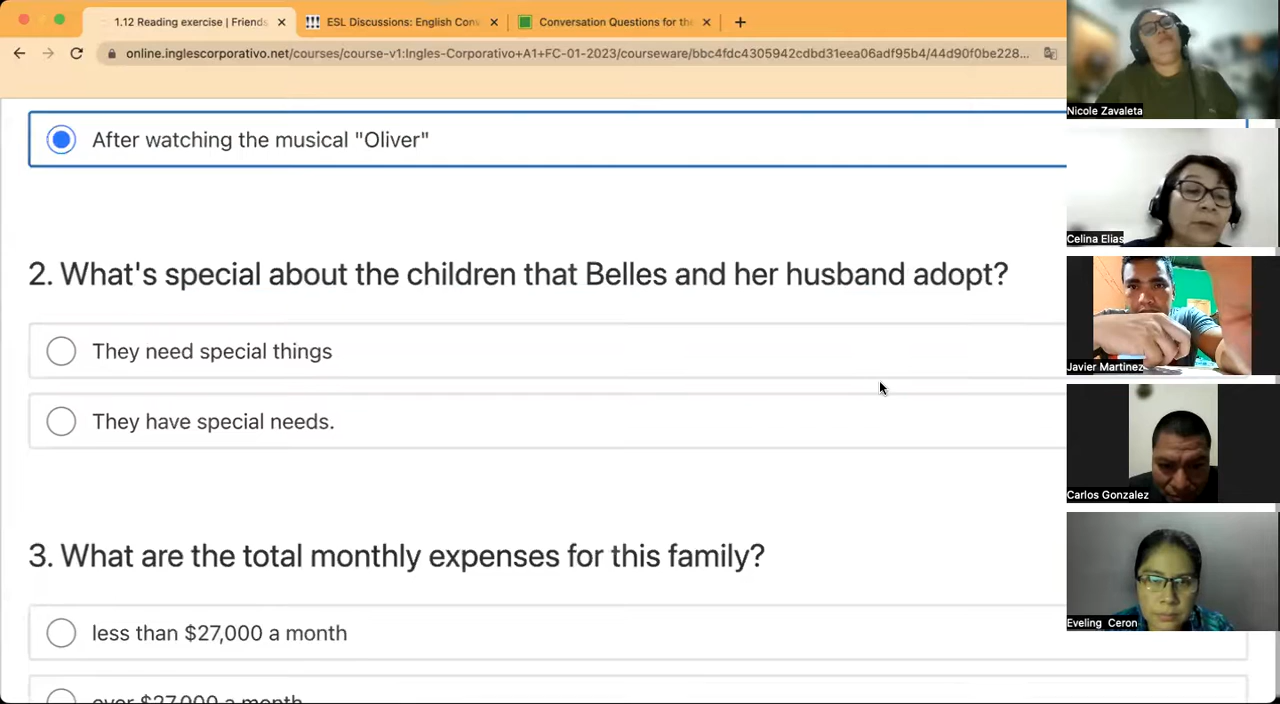 1.12 Reading exercise | Friends
ESL Discussions: English Conv
Conversation Questions for the
online.inglescorporativo.net/courses/course-v1:Ingles-Corporativo+A1+FC-01-2023/courseware/bbc4fdc4305942cdbd31eea06adf95b4/44d90f0be228...
After watching the musical "Oliver"
2. What's special about the children that Belles and her husband adopt?
They need special things
They have special needs.
3. What are the total monthly expenses for this family?
less than $27,000 a month
over $27,000 a month
Nicole Zavaleta
Celina Elias
Javier Martinez
Carlos Gonzalez
Eveling Ceron